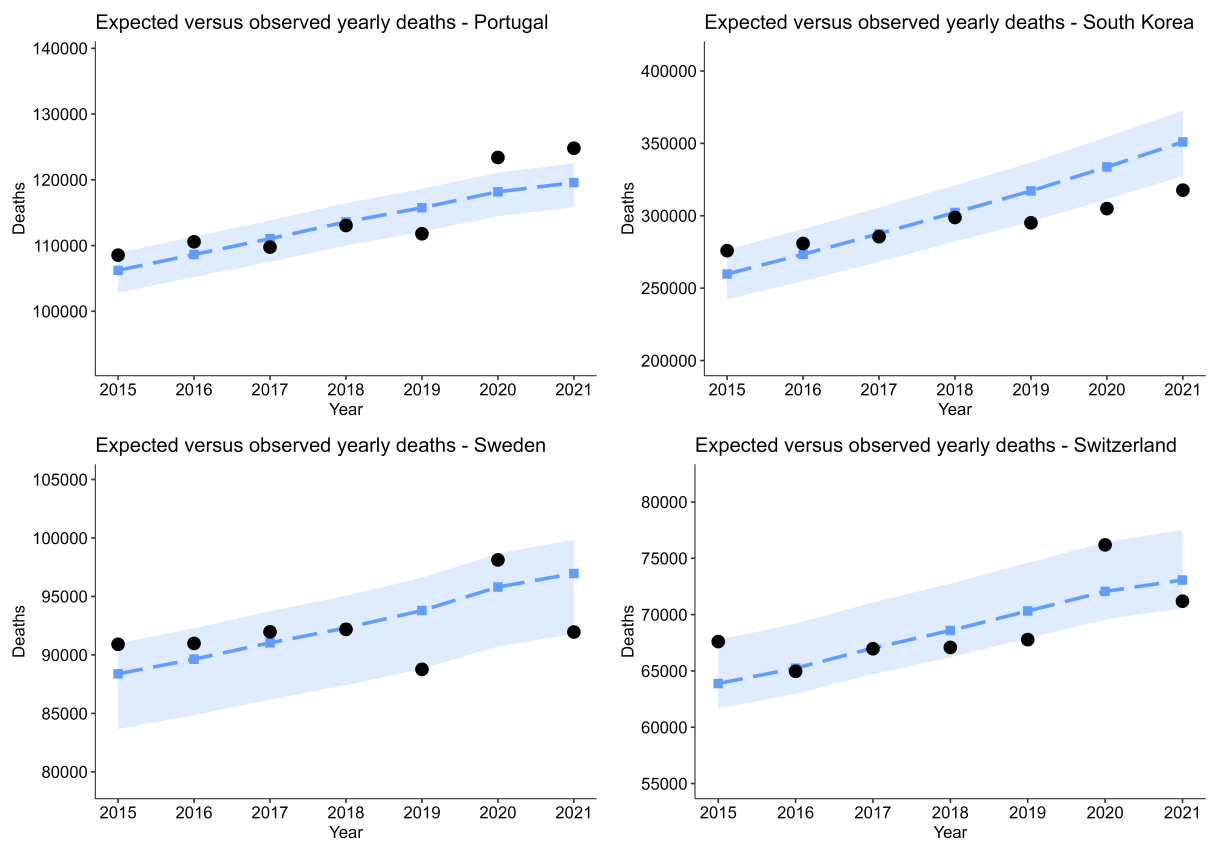 Expected versus observed yearly deaths - Portugal
140000
130000
120000
110000
100000
Deaths
2015 2016 2017 2018 2019 2020 2021
Year
Expected versus observed yearly deaths - South Korea
400000
350000
300000
250000
200000
Deaths
2015 2016 2017 2018 2019 2020 2021
Year
Expected versus observed yearly deaths - Sweden
105000
100000
95000
90000
85000
80000
Deaths
2015 2016 2017 2018 2019 2020 2021
Year
Expected versus observed yearly deaths - Switzerland
80000
75000
70000
65000
60000
55000
Deaths
2015 2016 2017 2018 2019 2020 2021
Year